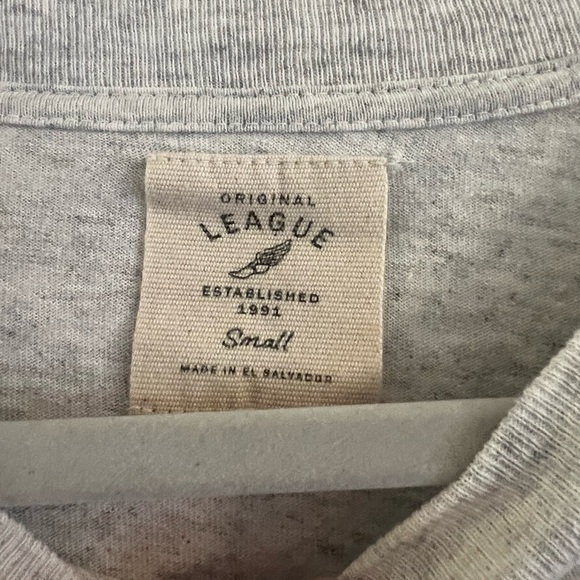 ORIGINAL
LEAGUE
ESTABLISHED
1991
Small
MADE IN EL SALVADOR